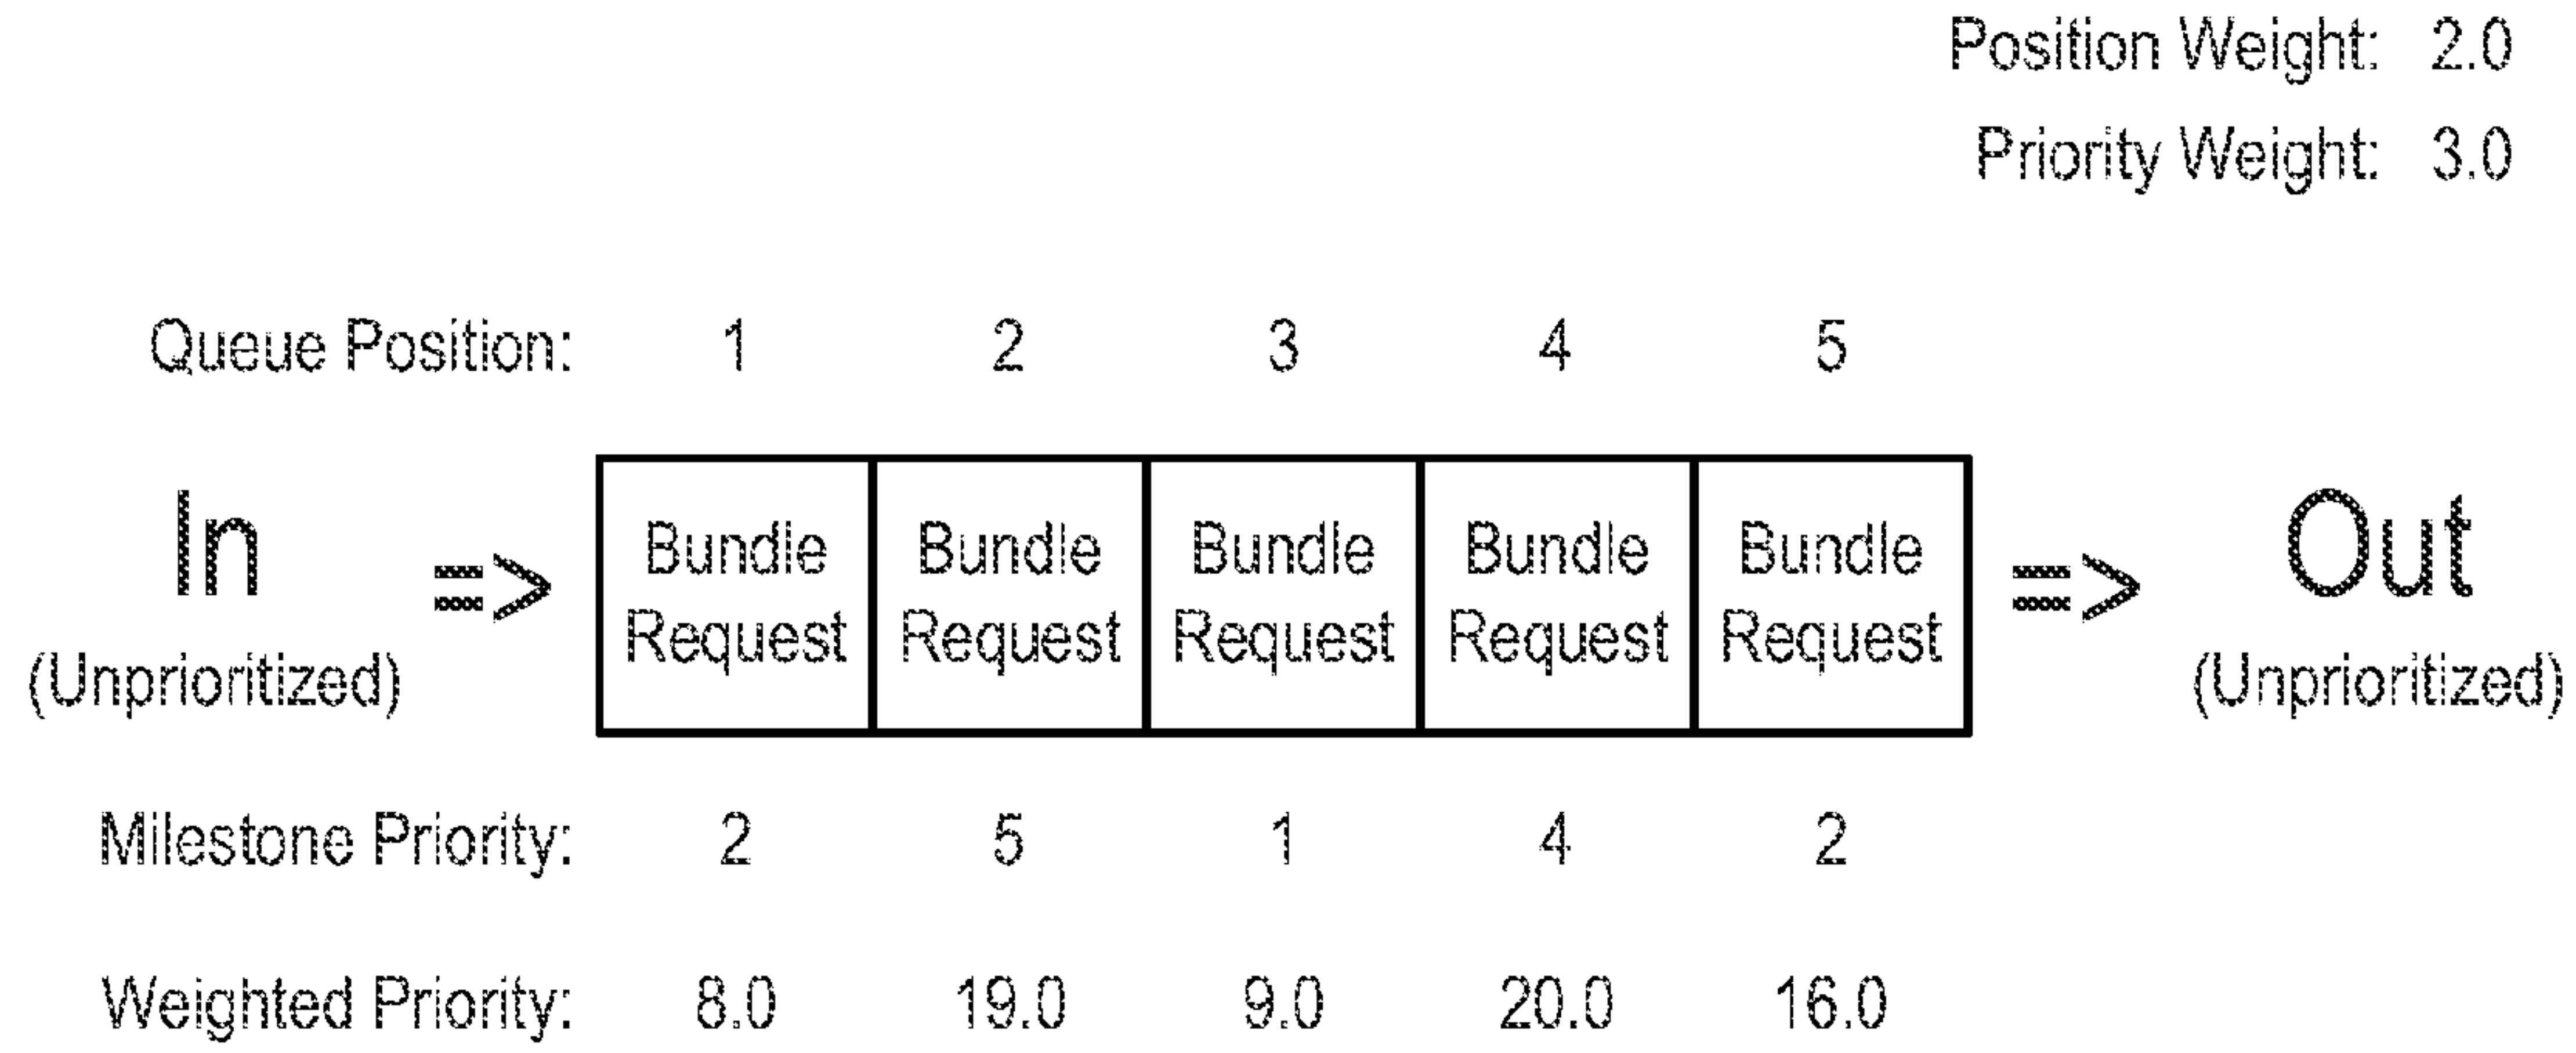 Position Weight: 2.0
Priority Weight: 3.0
Queue Position: 1 2 3 4 5
In => Bundle Request Bundle Request Bundle Request Bundle Request Bundle Request => Out
(Unprioritized) (Unprioritized)
Milestone Priority: 2 5 1 4 2
Weighted Priority: 8.0 19.0 9.0 20.0 16.0